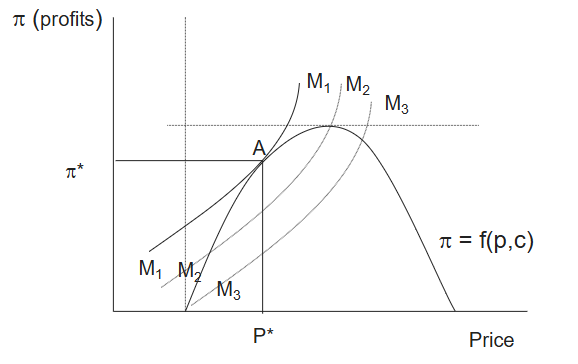 π (profits)
M₁
M₂
M₃
A
π*
π = f(p,c)
M₁
M₂
M₃
P*
Price